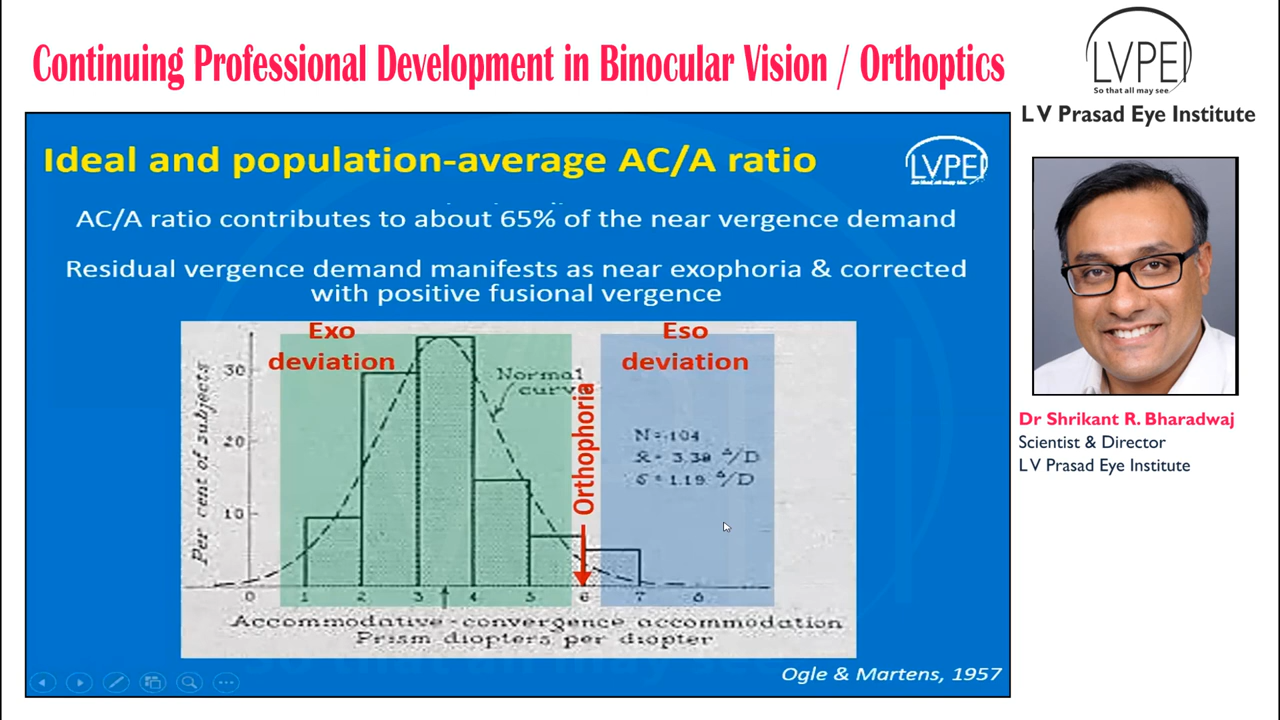 Continuing Professional Development in Binocular Vision / Orthoptics
LVPEI
So that all may see
L V Prasad Eye Institute
Ideal and population-average AC/A ratio
LVPEI
AC/A ratio contributes to about 65% of the near vergence demand
Residual vergence demand manifests as near exophoria & corrected
with positive fusional vergence
Exo
deviation
Eso
deviation
Orthophoria
Normal
curve
N = 104
x̄ = 3.38 Δ/D
σ = 1.19 Δ/D
Per cent of subjects
30
20
10
0 1 2 3 4 5 6 7 8
Accommodative-convergence accommodation
Prism diopters per diopter
Ogle & Martens, 1957
Dr Shrikant R. Bharadwaj
Scientist & Director
L V Prasad Eye Institute